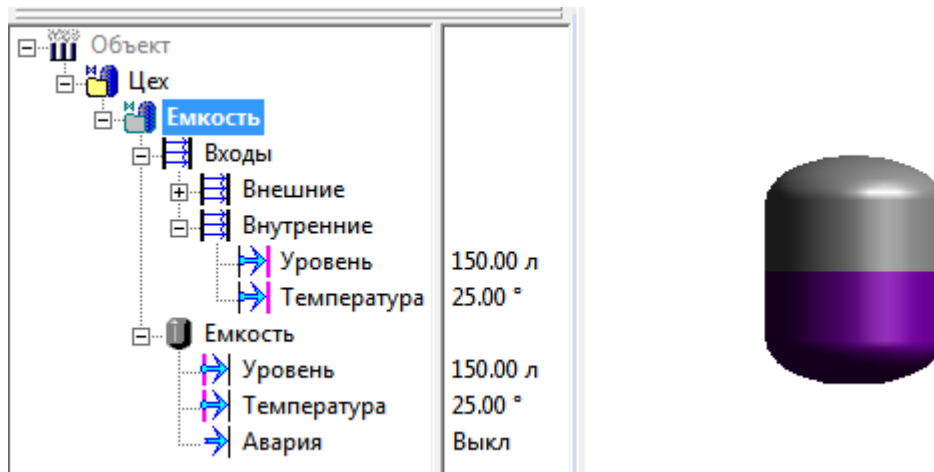 Объект
Цех
Емкость
Входы
Внешние
Внутренние
Уровень 150.00 л
Температура 25.00 °
Емкость
Уровень 150.00 л
Температура 25.00 °
Авария Выкл